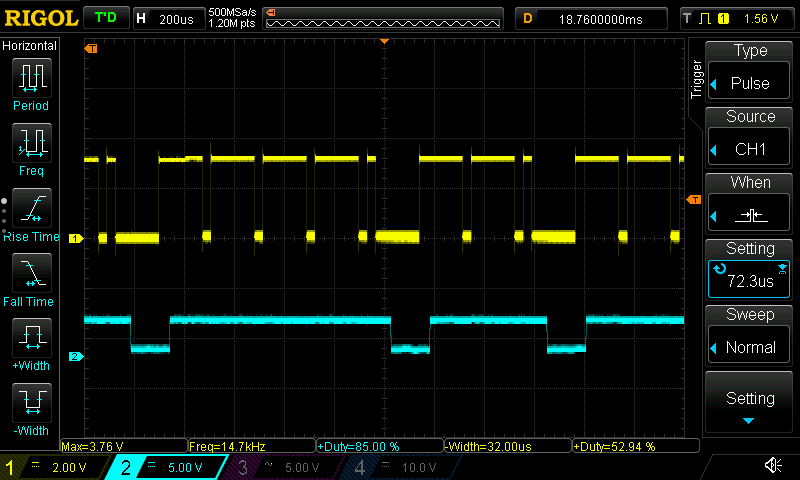 RIGOL T'D H 200us 500MSa/s D 18.7600000ms T 1 1.56 V
1.20M pts
Horizontal
Period
Freq
Rise Time
Fall Time
+Width
-Width
T
T
1
2
Trigger
Type
Pulse
Source
CH1
When
Setting
72.3us
Sweep
Normal
Setting
Max=3.76 V Freq=14.7kHz +Duty=85.00 % -Width=32.00us +Duty=52.94 %
1 2.00 V 2 5.00 V 3 5.00 V 4 10.0 V